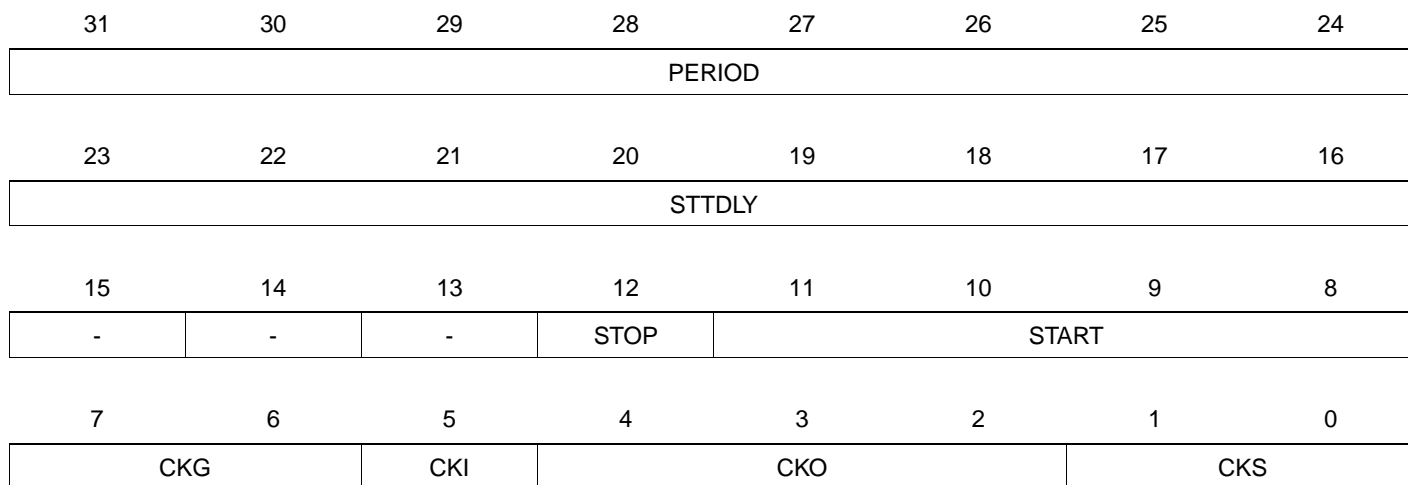 31 30 29 28 27 26 25 24
PERIOD
23 22 21 20 19 18 17 16
STTDLY
15 14 13 12 11 10 9 8
- - - STOP START
7 6 5 4 3 2 1 0
CKG CKI CKO CKS